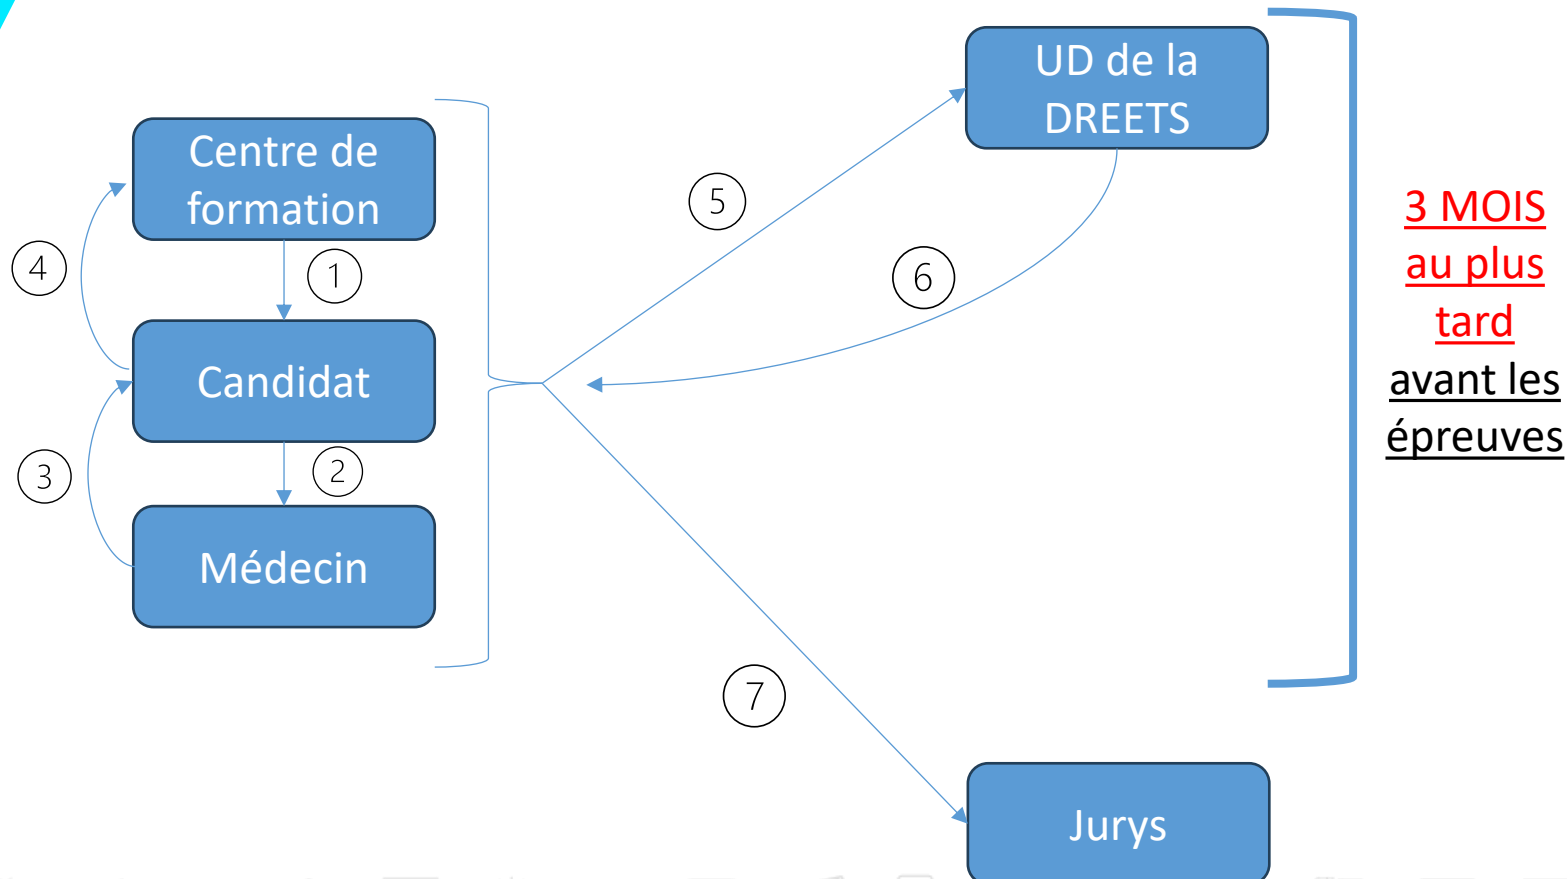 Centre de
formation
4
1
Candidat
3
2
Médecin
5
6
7
UD de la
DREETS
Jurys
3 MOIS
au plus
tard
avant les
épreuves